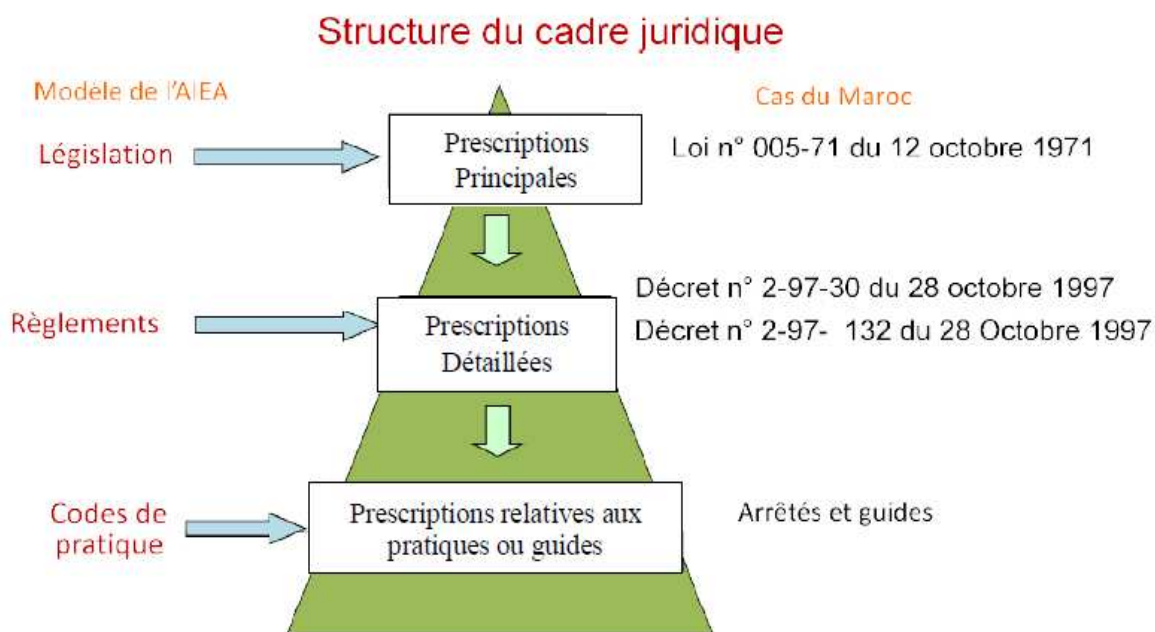 Structure du cadre juridique
Modèle de l'AIEA
Cas du Maroc
Législation
Prescriptions
Principales
Loi n° 005-71 du 12 octobre 1971
Règlements
Prescriptions
Détaillées
Décret n° 2-97-30 du 28 octobre 1997
Décret n° 2-97- 132 du 28 Octobre 1997
Codes de
pratique
Prescriptions relatives aux
pratiques ou guides
Arrêtés et guides